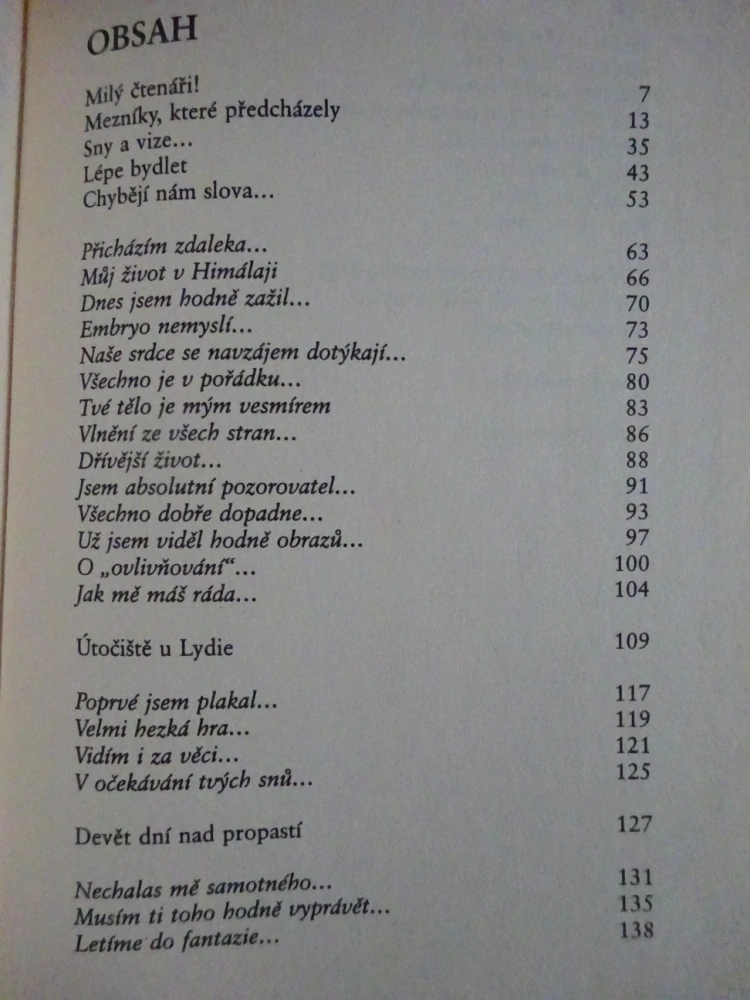 OBSAH
Milý čtenáři! 7
Mezníky, které předcházely 13
Sny a vize... 35
Lépe bydlet 43
Chybějí nám slova... 53
Přicházím zdaleka... 63
Můj život v Himálaji 66
Dnes jsem hodně zažil... 70
Embryo nemyslí... 73
Naše srdce se navzájem dotýkají... 75
Všechno je v pořádku... 80
Tvé tělo je mým vesmírem 83
Vlnění ze všech stran... 86
Dřívější život... 88
Jsem absolutní pozorovatel... 91
Všechno dobře dopadne... 93
Už jsem viděl hodně obrazů... 97
O „ovlivňování“... 100
Jak mě máš ráda... 104
Útočiště u Lydie 109
Poprvé jsem plakal... 117
Velmi hezká hra... 119
Vidím i za věci... 121
V očekávání tvých snů... 125
Devět dní nad propastí 127
Nechalas mě samotného... 131
Musím ti toho hodně vyprávět... 135
Letíme do fantazie... 138